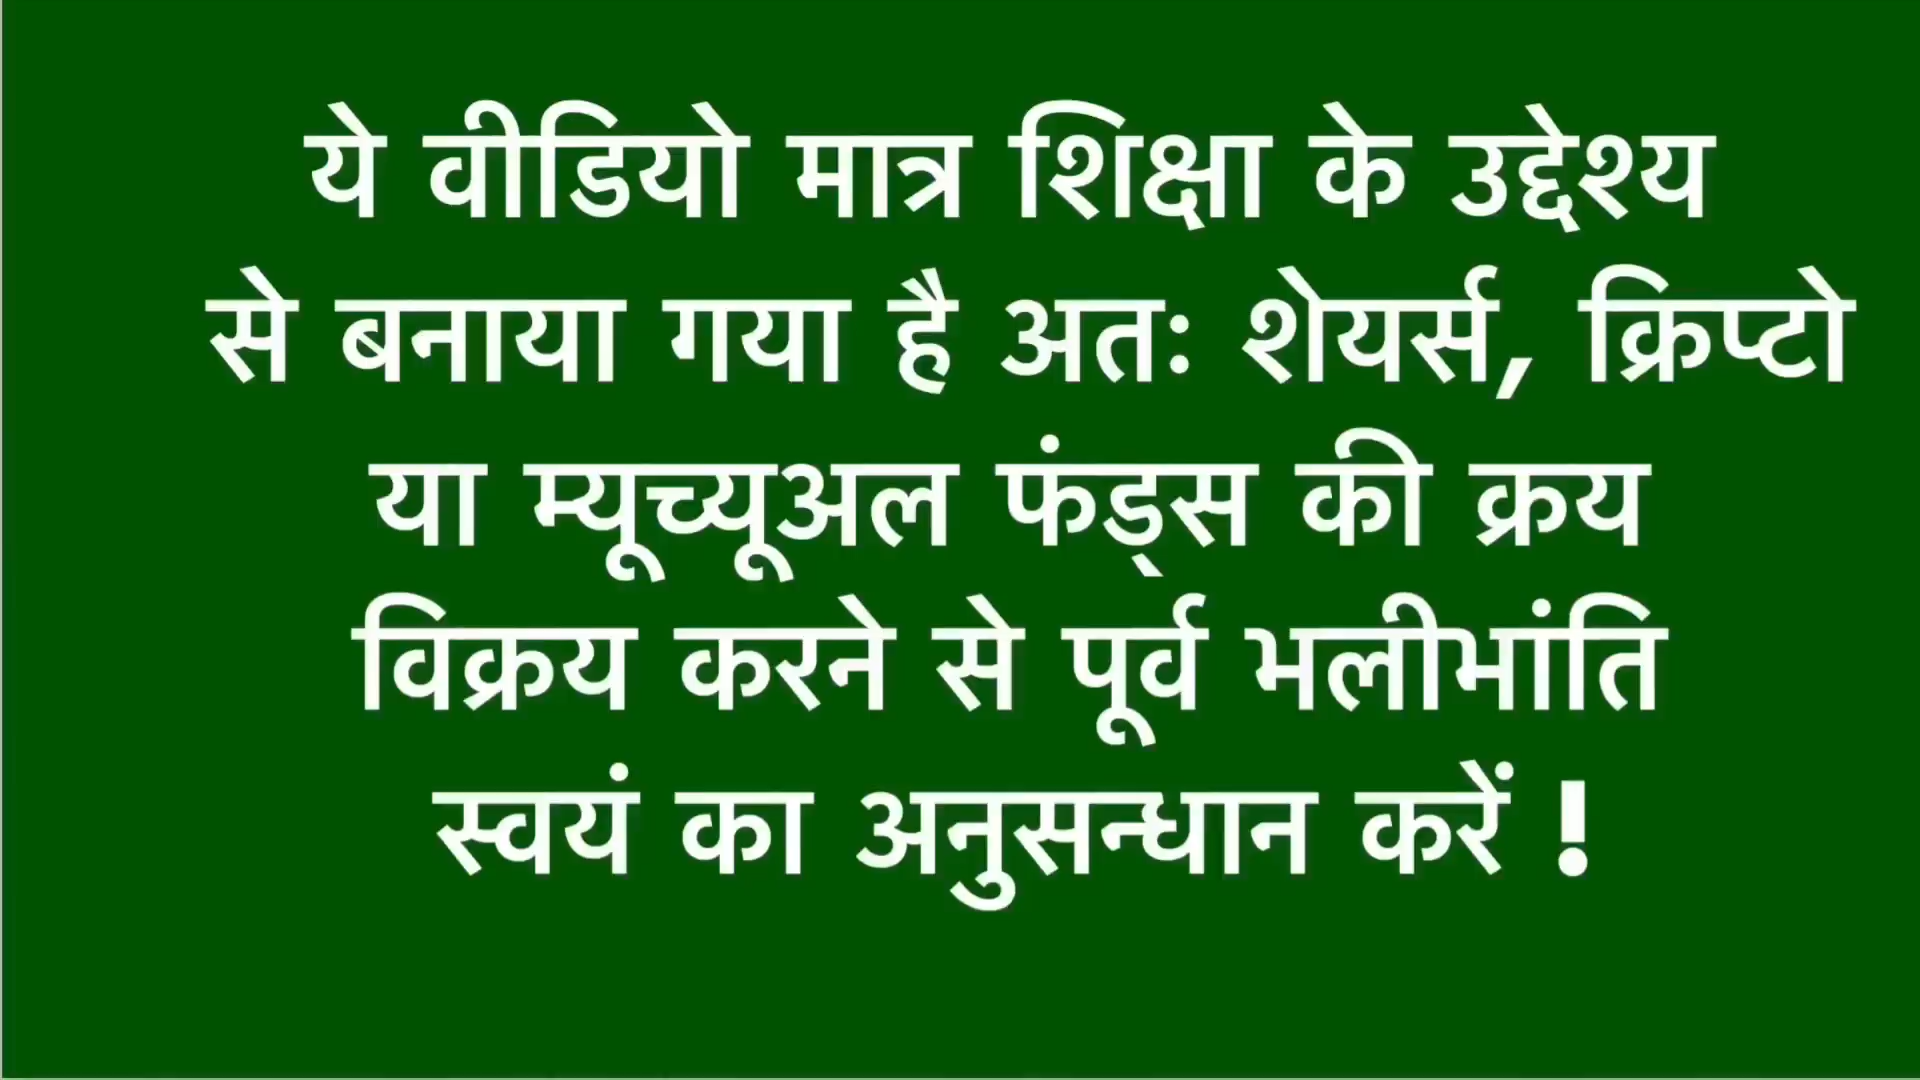 ये वीडियो मात्र शिक्षा के उद्देश्य
से बनाया गया है अतः शेयर्स, क्रिप्टो
या म्यूच्यूअल फंड्स की क्रय
विक्रय करने से पूर्व भलीभांति
स्वयं का अनुसन्धान करें !